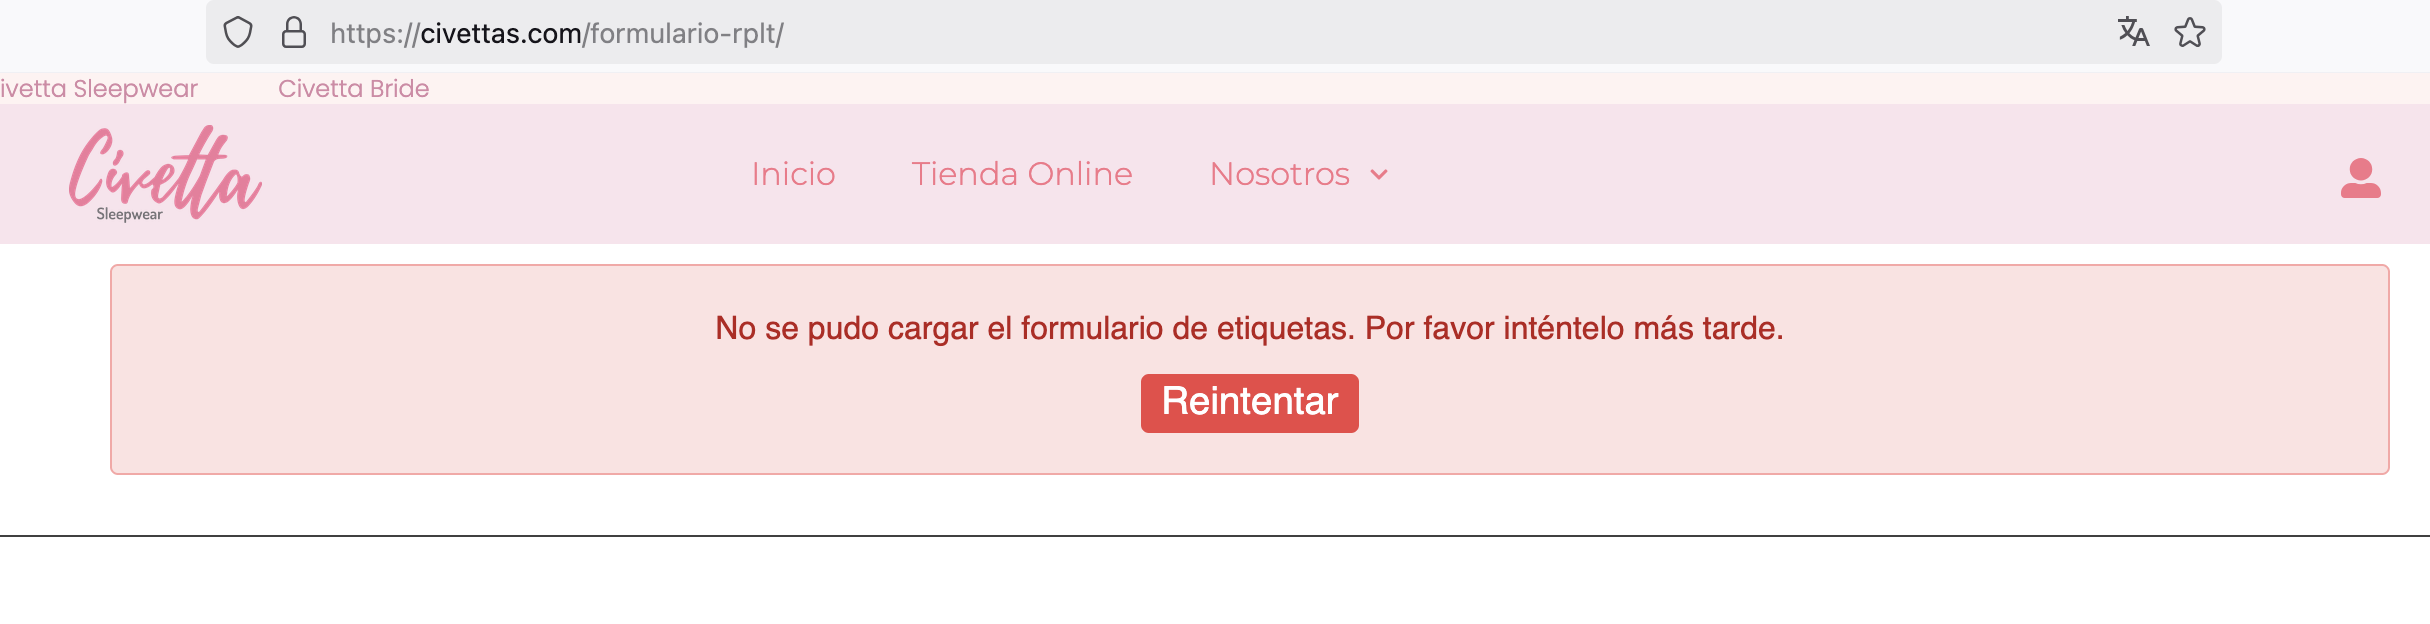 https://civettas.com/formulario-rplt/
ivetta Sleepwear Civetta Bride
Civetta
Sleepwear
Inicio Tienda Online Nosotros
No se pudo cargar el formulario de etiquetas. Por favor inténtelo más tarde.
Reintentar